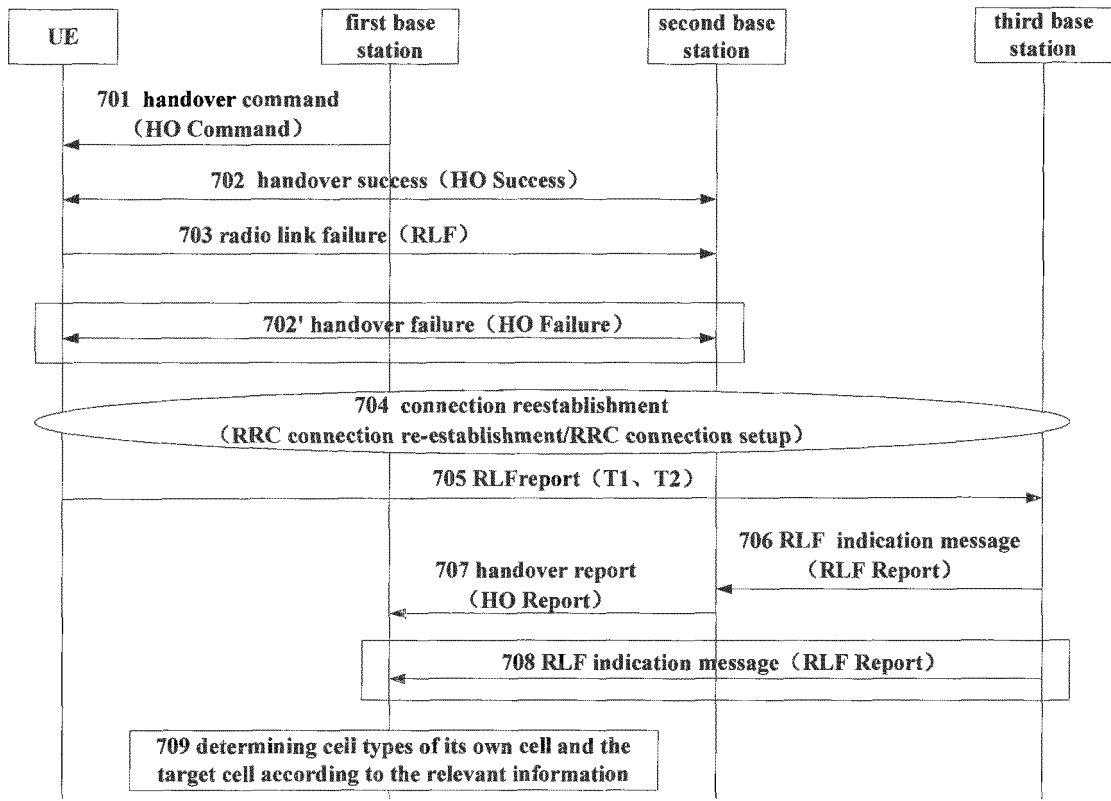 UE
first base
station
second base
station
third base
station
701 handover command
（HO Command）
702 handover success（HO Success）
703 radio link failure（RLF）
702' handover failure（HO Failure）
704 connection reestablishment
（RRC connection re-establishment/RRC connection setup）
705 RLFreport（T1、T2）
706 RLF indication message
（RLF Report）
707 handover report
（HO Report）
708 RLF indication message（RLF Report）
709 determining cell types of its own cell and the
target cell according to the relevant information